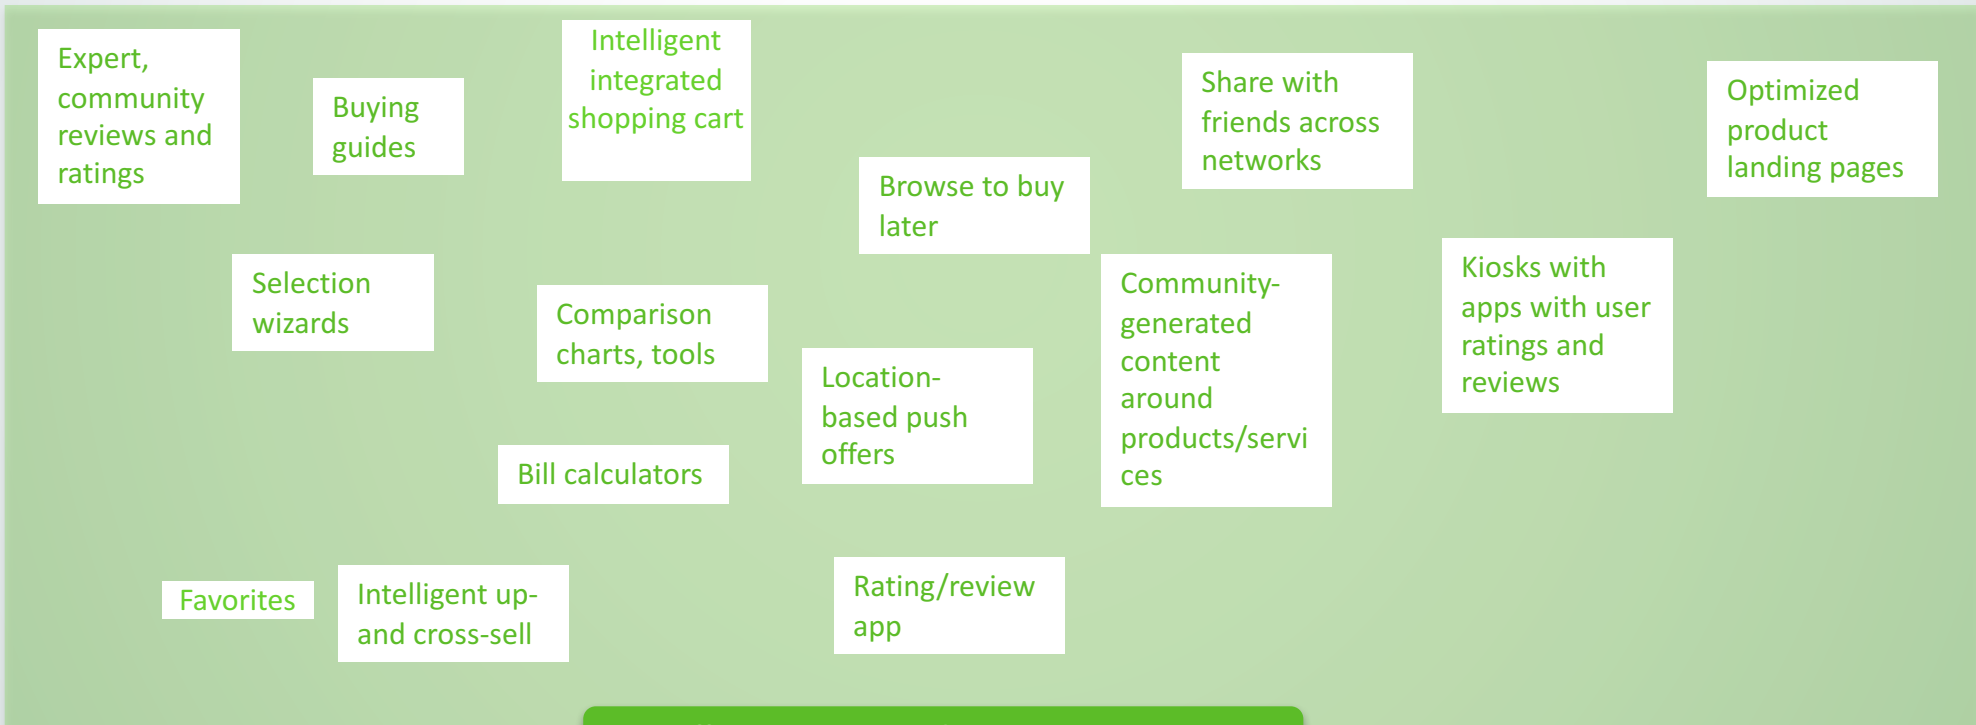 Expert,
community
reviews and
ratings
Buying
guides
Intelligent
integrated
shopping cart
Browse to buy
later
Share with
friends across
networks
Optimized
product
landing pages
Selection
wizards
Comparison
charts, tools
Location-
based push
offers
Community-
generated
content
around
products/servi
ces
Kiosks with
apps with user
ratings and
reviews
Bill calculators
Favorites
Intelligent up-
and cross-sell
Rating/review
app